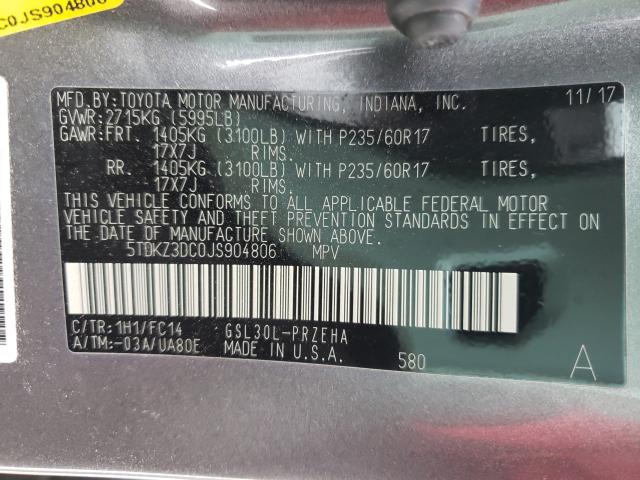 C0JS904806
MFD.BY:TOYOTA MOTOR MANUFACTURING, INDIANA, INC. 11/17
GVWR:2715KG (5995LB)
GAWR:FRT. 1405KG (3100LB) WITH P235/60R17 TIRES,
17X7J RIMS.
RR. 1405KG (3100LB) WITH P235/60R17 TIRES,
17X7J RIMS.
THIS VEHICLE CONFORMS TO ALL APPLICABLE FEDERAL MOTOR
VEHICLE SAFETY AND THEFT PREVENTION STANDARDS IN EFFECT ON
THE DATE OF MANUFACTURE SHOWN ABOVE.
5TDKZ3DC0JS904806 MPV
C/TR:1H1/FC14 GSL30L-PRZEHA
A/TM:-03A/UA80E MADE IN U.S.A. 580 A